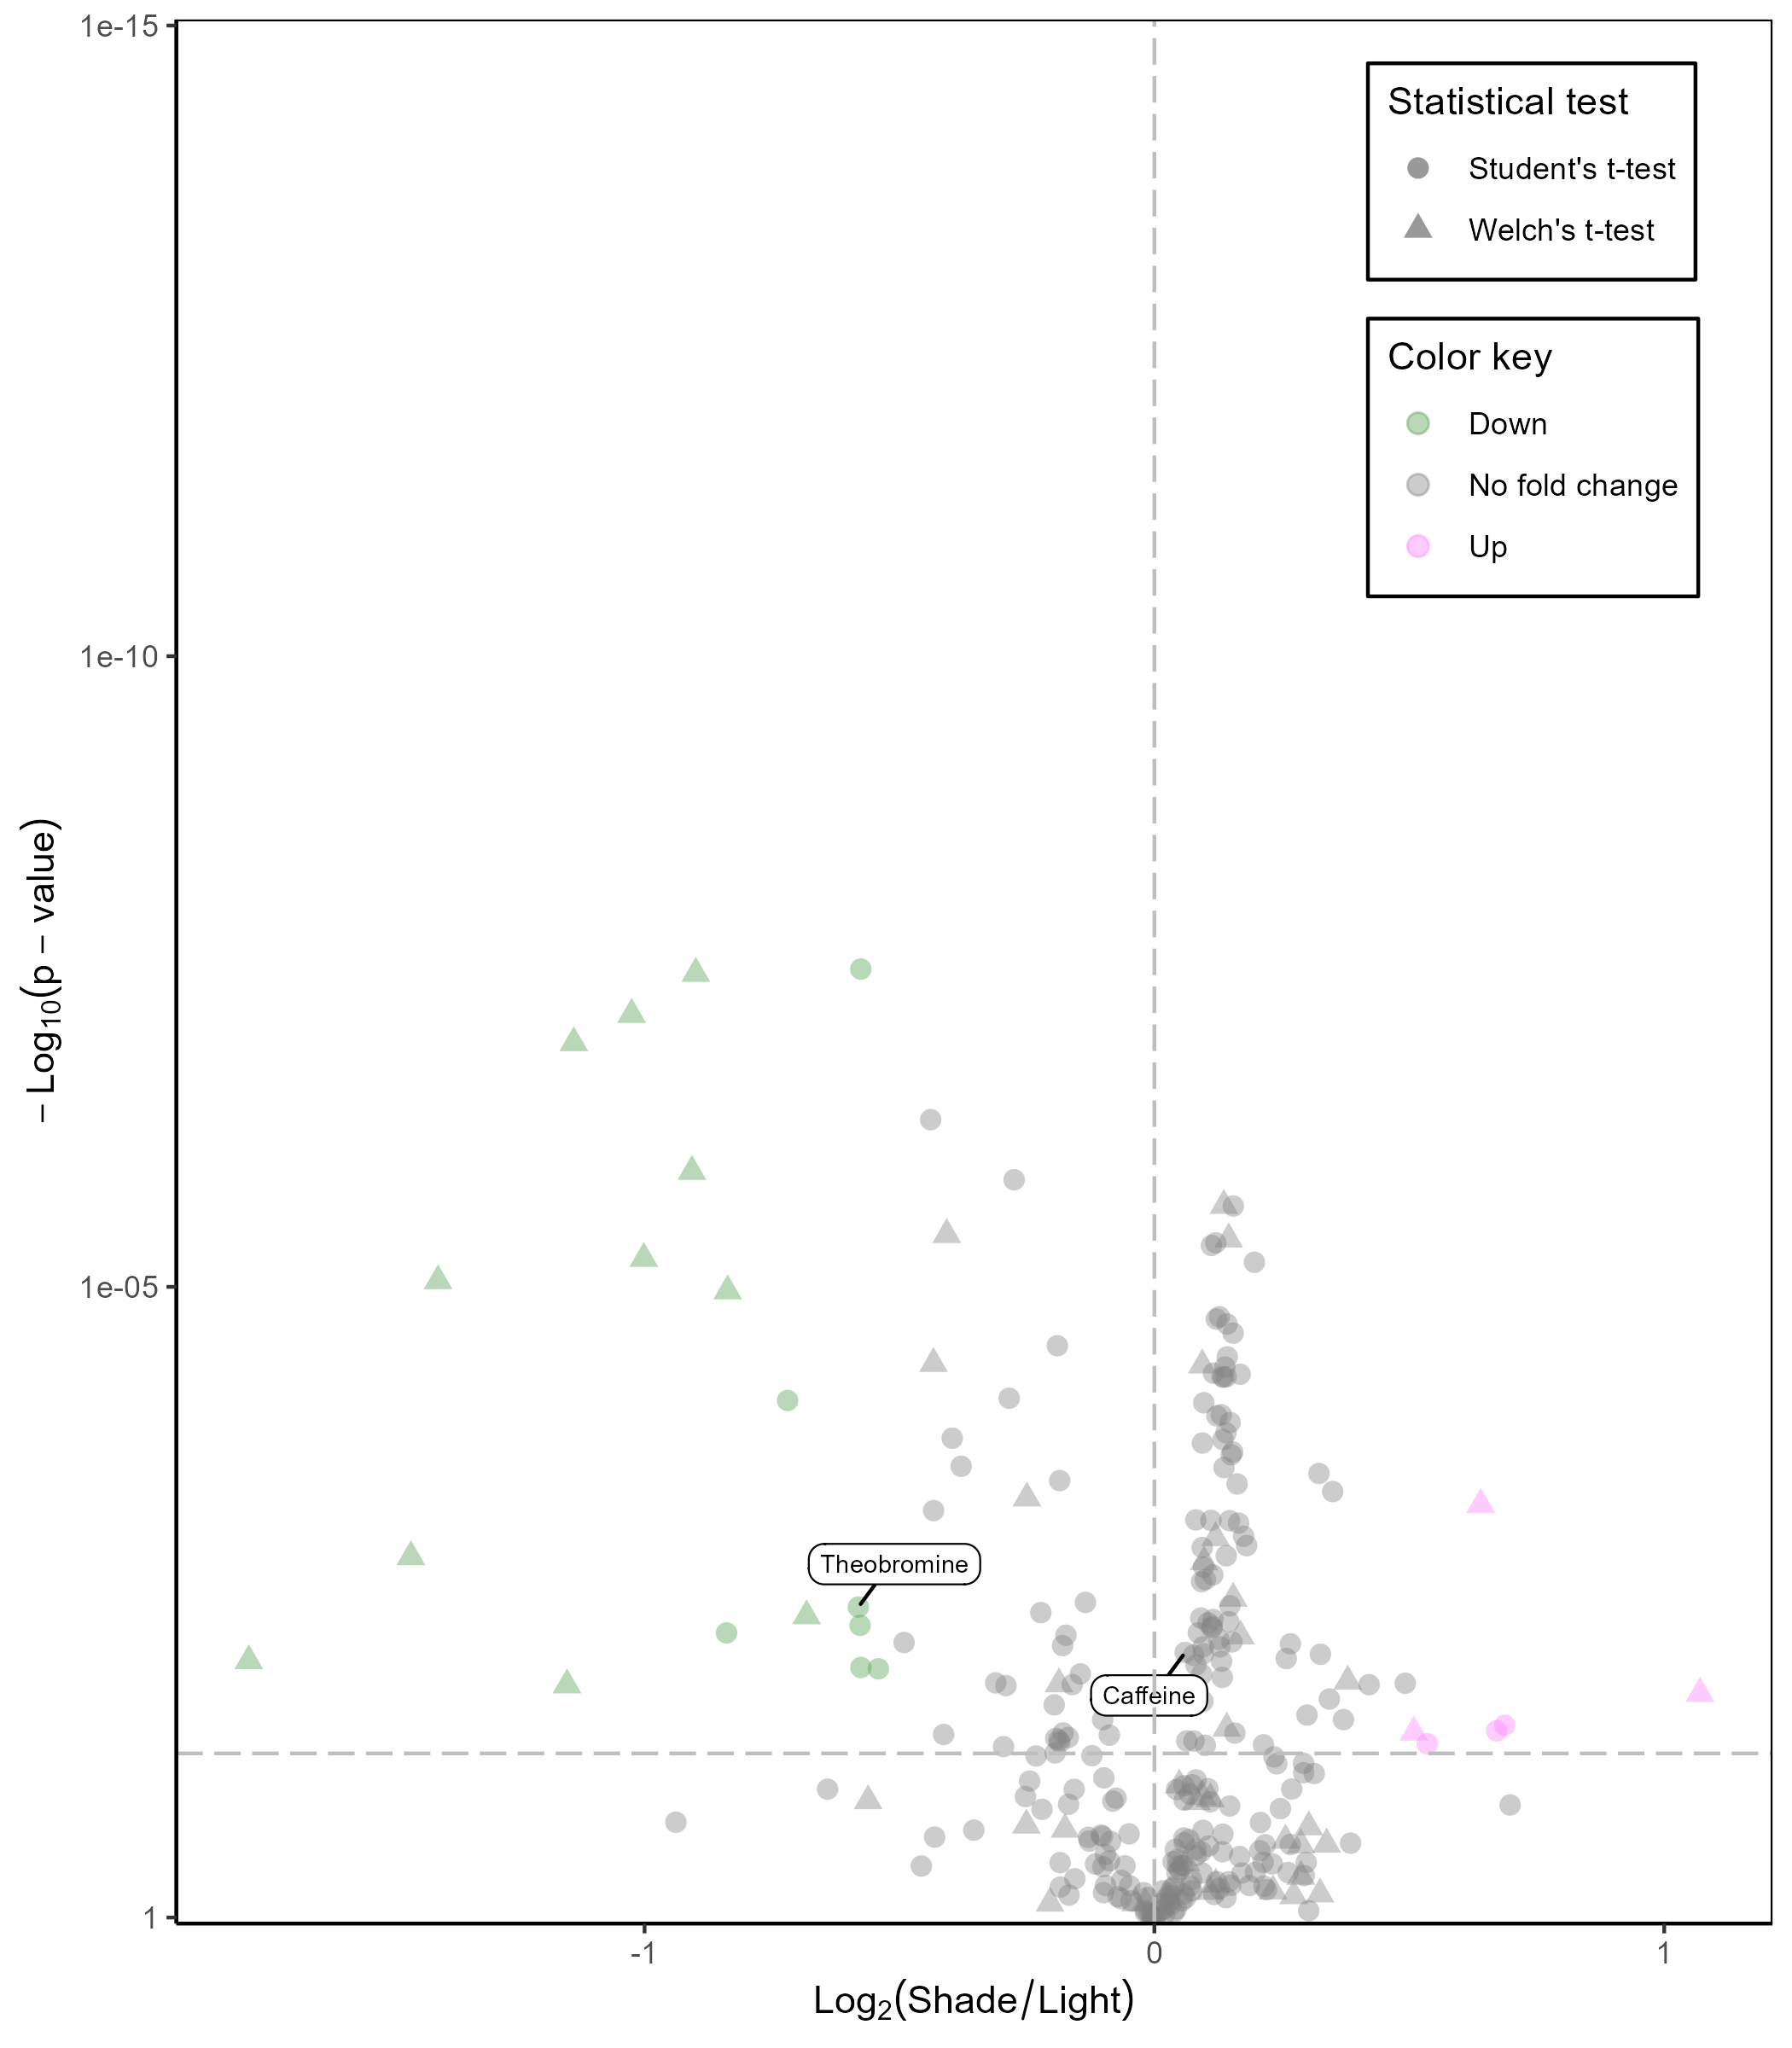 1e-15
Statistical test
Student's t-test
Welch's t-test
Color key
Down
No fold change
Up
1e-10
− Log10(p − value)
1e-05
Theobromine
Caffeine
1
-1 0 1
Log2(Shade/Light)